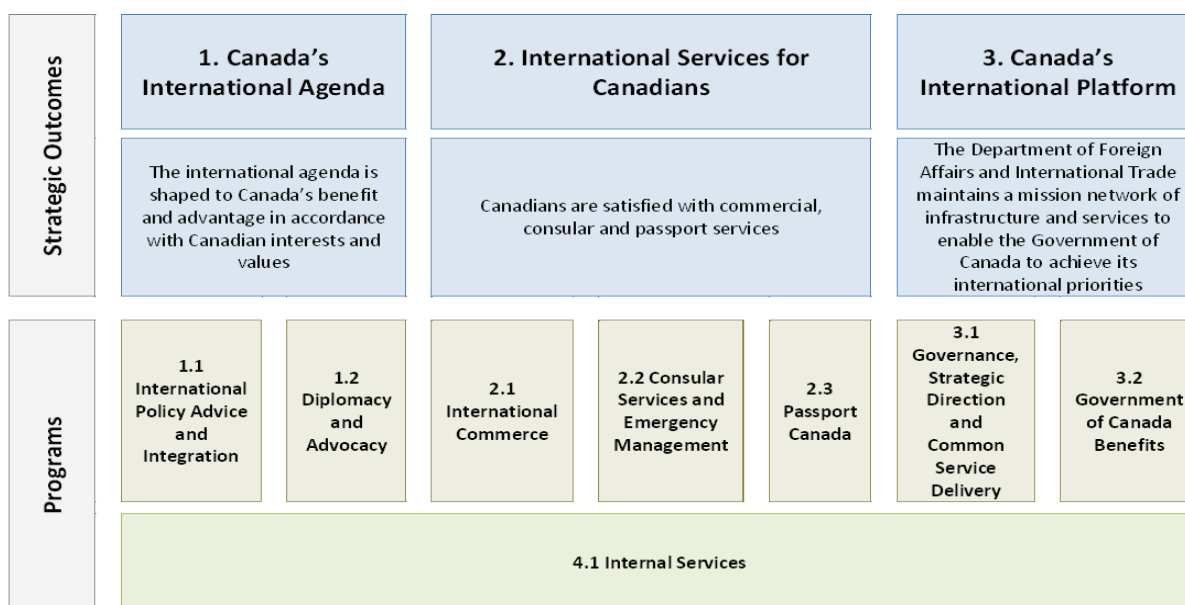 Strategic Outcomes
1. Canada's
International Agenda
2. International Services for
Canadians
3. Canada's
International Platform
The international agenda is
shaped to Canada's benefit
and advantage in accordance
with Canadian interests and
values
Canadians are satisfied with commercial,
consular and passport services
The Department of Foreign
Affairs and International Trade
maintains a mission network of
infrastructure and services to
enable the Government of
Canada to achieve its
international priorities
Programs
1.1
International
Policy Advice
and
Integration
1.2
Diplomacy
and
Advocacy
2.1
International
Commerce
2.2 Consular
Services and
Emergency
Management
2.3
Passport
Canada
3.1
Governance,
Strategic
Direction
and
Common
Service
Delivery
3.2
Government
of Canada
Benefits
4.1 Internal Services